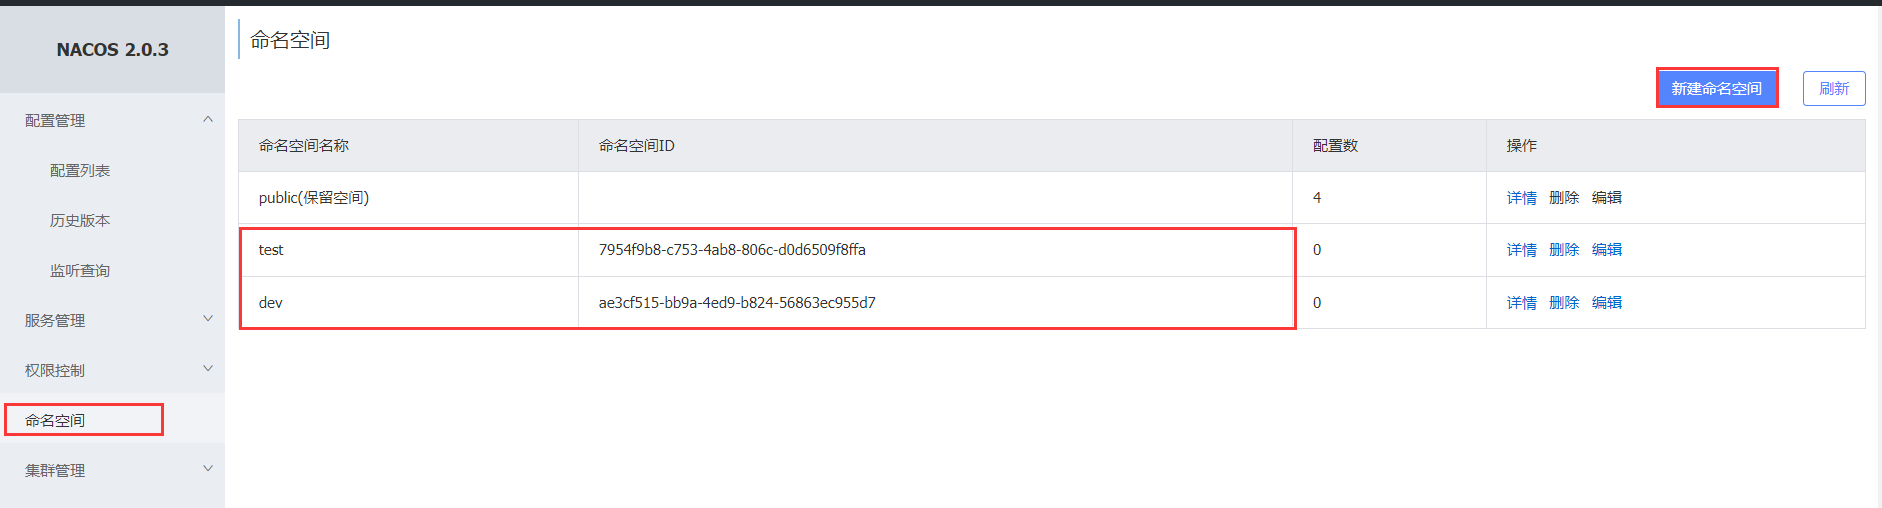 NACOS 2.0.3
配置管理
配置列表
历史版本
监听查询
服务管理
权限控制
命名空间
集群管理
命名空间
新建命名空间 刷新
命名空间名称 命名空间ID 配置数 操作
public(保留空间) 4 详情 删除 编辑
test 7954f9b8-c753-4ab8-806c-d0d6509f8ffa 0 详情 删除 编辑
dev ae3cf515-bb9a-4ed9-b824-56863ec955d7 0 详情 删除 编辑